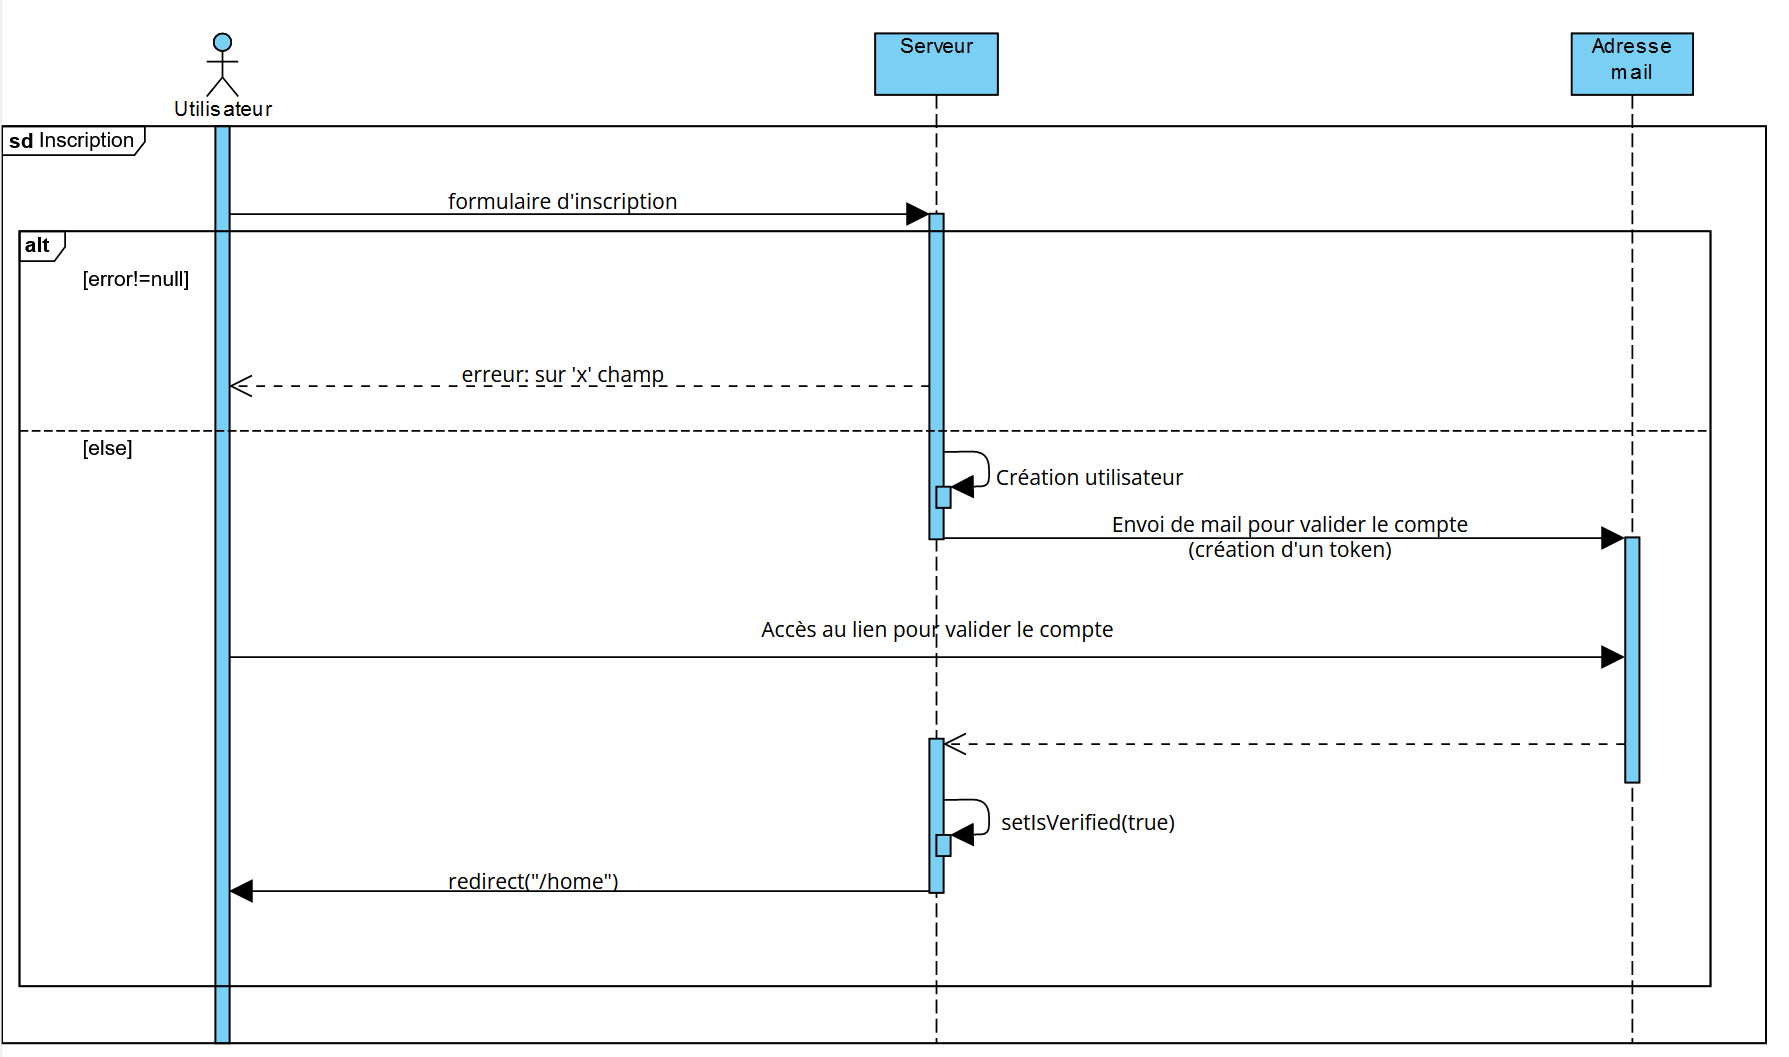 Utilisateur
Serveur
Adresse
mail
sd Inscription
formulaire d'inscription
alt
[error!=null]
erreur: sur 'x' champ
[else]
Création utilisateur
Envoi de mail pour valider le compte
(création d'un token)
Accès au lien pour valider le compte
setIsVerified(true)
redirect("/home")